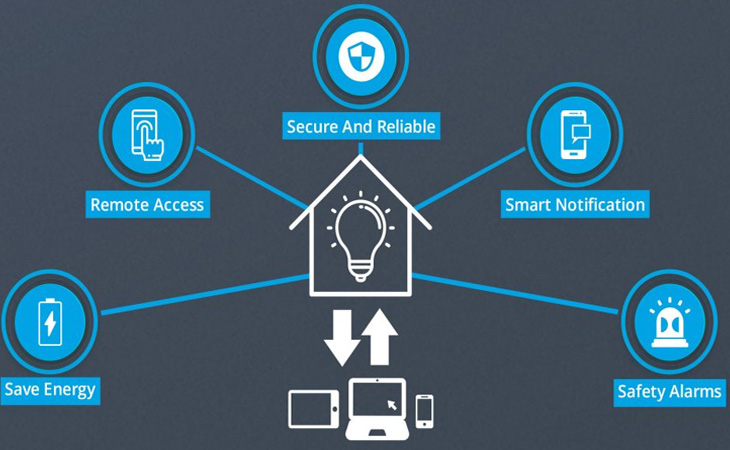 Secure And Reliable
Remote Access
Smart Notification
Save Energy
Safety Alarms